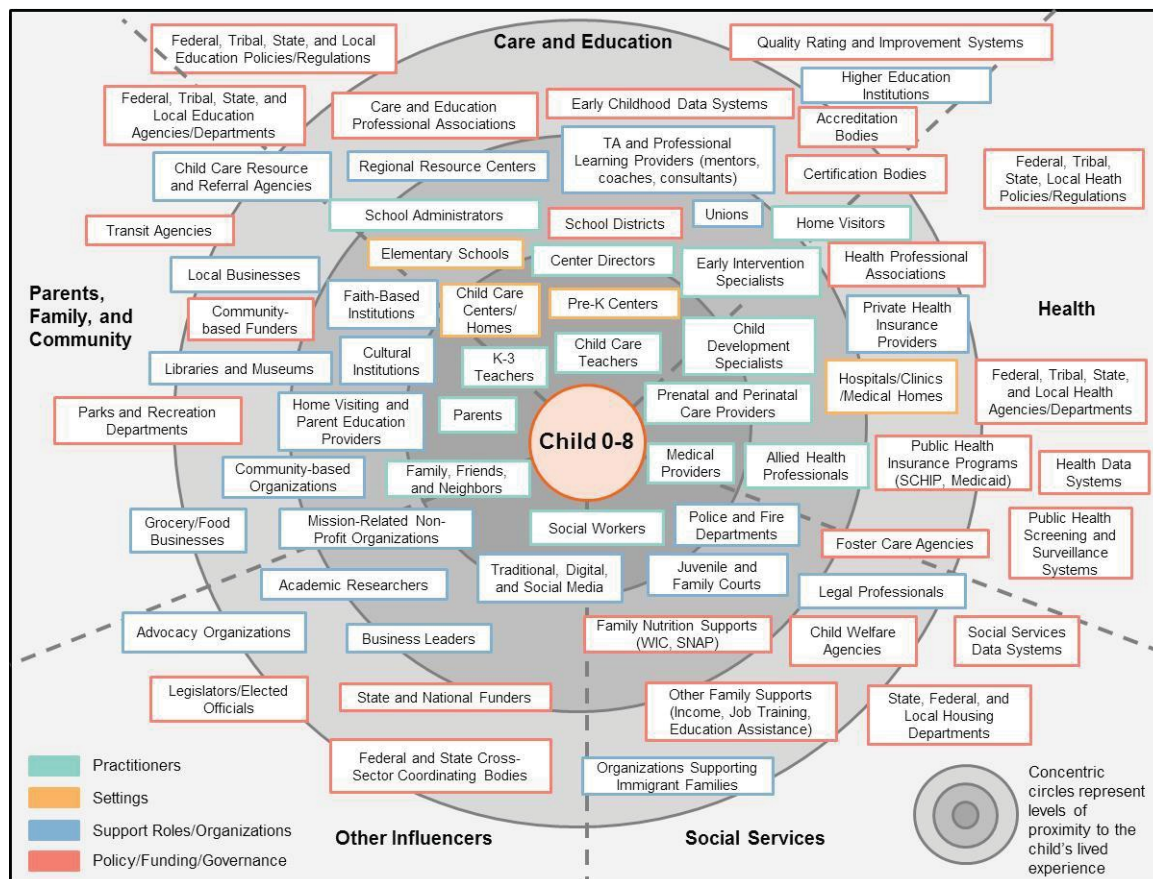 Care and Education
Federal, Tribal, State, and Local
Education Policies/Regulations
Quality Rating and Improvement Systems
Higher Education
Institutions
Federal, Tribal, State, and
Local Education
Agencies/Departments
Care and Education
Professional Associations
Early Childhood Data Systems
Accreditation
Bodies
TA and Professional
Learning Providers (mentors,
coaches, consultants)
Child Care Resource
and Referral Agencies
Regional Resource Centers
Certification Bodies
Federal, Tribal,
State, Local Heath
Policies/Regulations
Transit Agencies
School Administrators
School Districts
Unions
Home Visitors
Elementary Schools
Center Directors
Early Intervention
Specialists
Health Professional
Associations
Local Businesses
Parents,
Family, and
Community
Community-
based Funders
Faith-Based
Institutions
Child Care
Centers/
Homes
Pre-K Centers
Private Health
Insurance
Providers
Health
Child
Development
Specialists
Libraries and Museums
Cultural
Institutions
K-3
Teachers
Child Care
Teachers
Hospitals/Clinics
/Medical Homes
Federal, Tribal, State,
and Local Health
Agencies/Departments
Parks and Recreation
Departments
Home Visiting and
Parent Education
Providers
Parents
Child 0-8
Prenatal and Perinatal
Care Providers
Community-based
Organizations
Family, Friends,
and Neighbors
Medical
Providers
Allied Health
Professionals
Public Health
Insurance Programs
(SCHIP, Medicaid)
Health Data
Systems
Grocery/Food
Businesses
Mission-Related Non-
Profit Organizations
Social Workers
Police and Fire
Departments
Foster Care Agencies
Public Health
Screening and
Surveillance
Systems
Academic Researchers
Traditional, Digital,
and Social Media
Juvenile and
Family Courts
Legal Professionals
Advocacy Organizations
Business Leaders
Family Nutrition Supports
(WIC, SNAP)
Child Welfare
Agencies
Social Services
Data Systems
Legislators/Elected
Officials
State and National Funders
Other Family Supports
(Income, Job Training,
Education Assistance)
State, Federal, and
Local Housing
Departments
Federal and State Cross-
Sector Coordinating Bodies
Organizations Supporting
Immigrant Families
Other Influencers
Social Services
Practitioners
Settings
Support Roles/Organizations
Policy/Funding/Governance
Concentric
circles represent
levels of
proximity to the
child's lived
experience